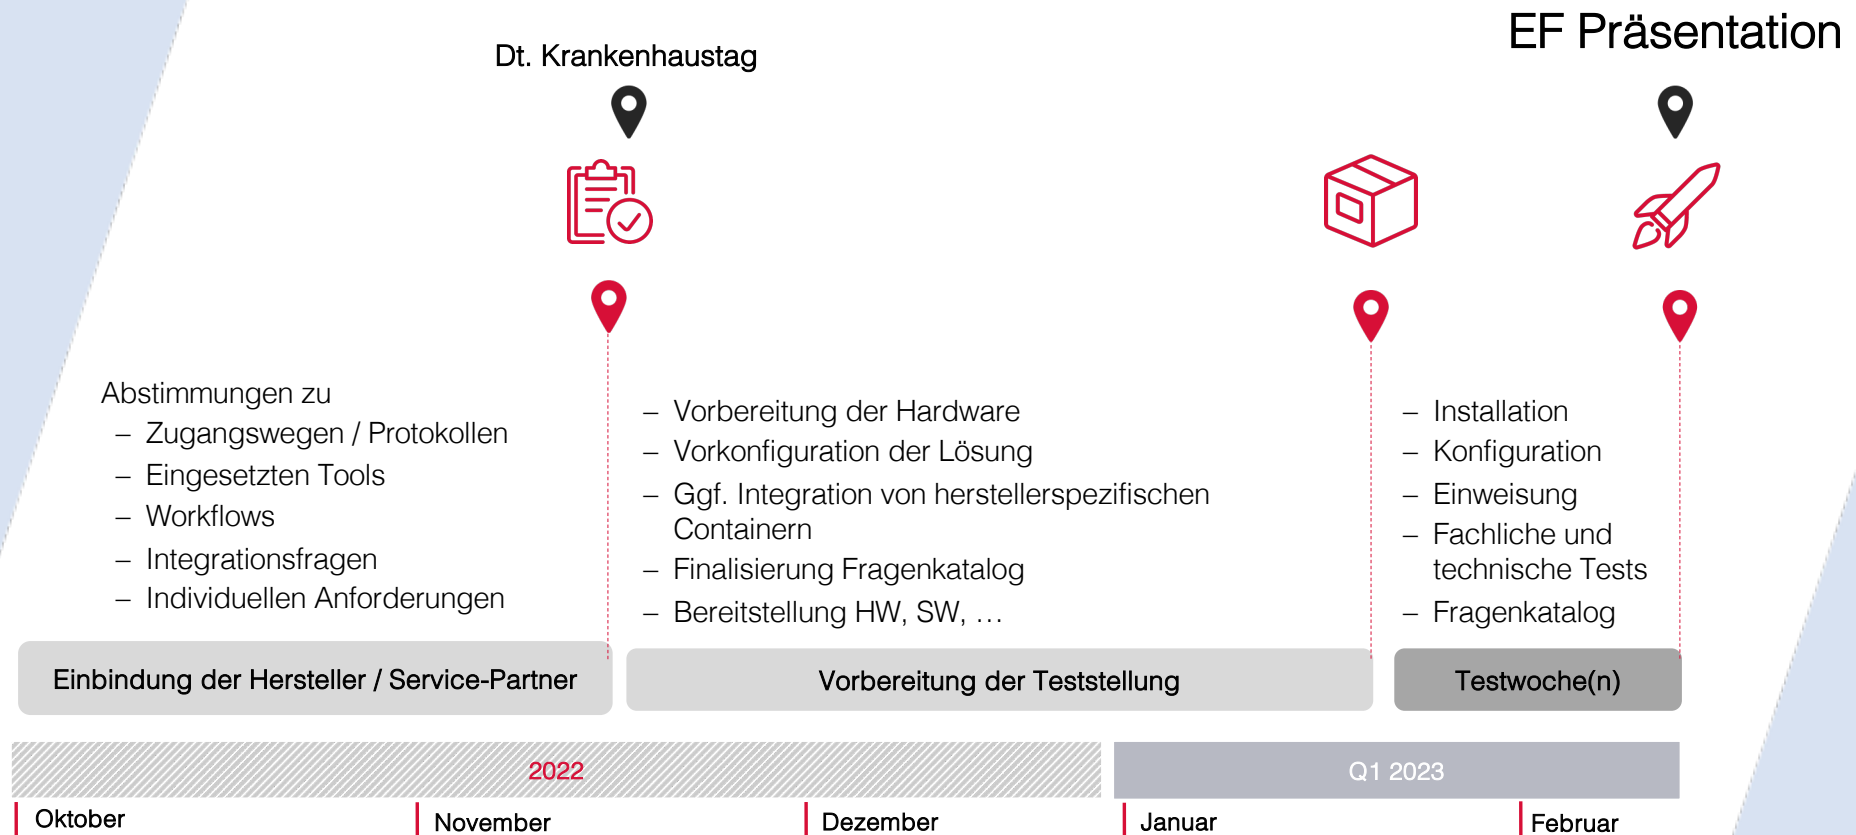 EF Präsentation
Dt. Krankenhaustag
Abstimmungen zu
– Zugangswegen / Protokollen
– Eingesetzten Tools
– Workflows
– Integrationsfragen
– Individuellen Anforderungen
– Vorbereitung der Hardware
– Vorkonfiguration der Lösung
– Ggf. Integration von herstellerspezifischen
Containern
– Finalisierung Fragenkatalog
– Bereitstellung HW, SW, …
– Installation
– Konfiguration
– Einweisung
– Fachliche und
technische Tests
– Fragenkatalog
Einbindung der Hersteller / Service-Partner
Vorbereitung der Teststellung
Testwoche(n)
2022
Q1 2023
Oktober
November
Dezember
Januar
Februar